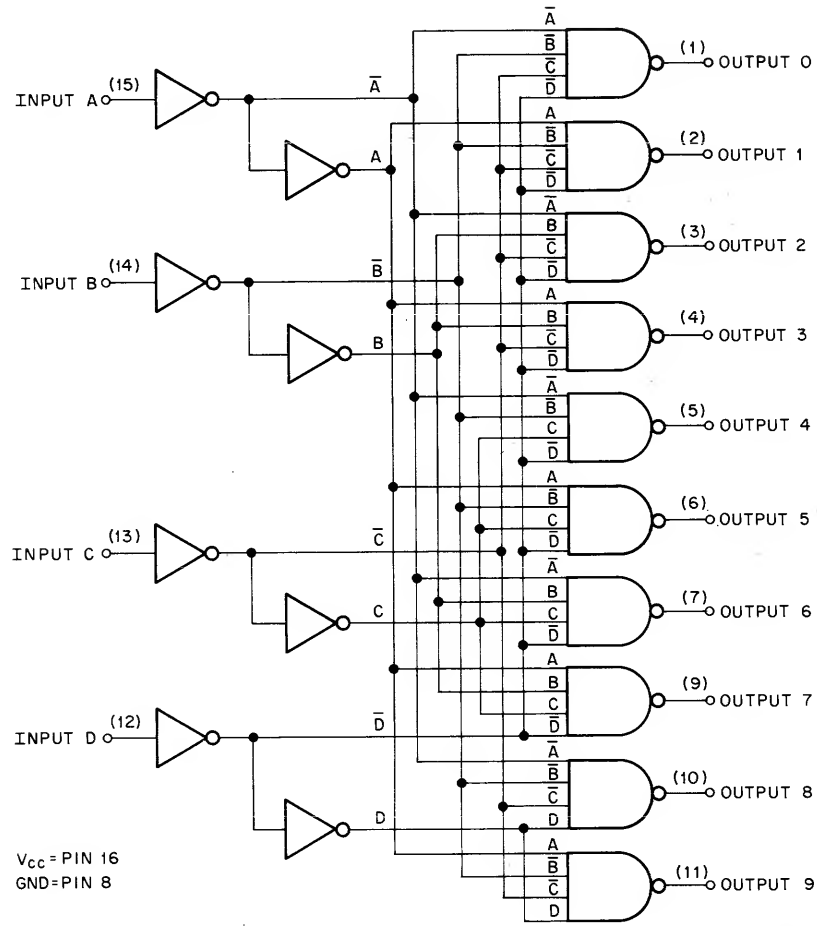 A̅
B̅
C̅
D̅
(1)
OUTPUT 0
INPUT A
(15)
A̅
A
A
B̅
C̅
D̅
(2)
OUTPUT 1
A̅
B
C̅
D̅
(3)
OUTPUT 2
INPUT B
(14)
B̅
B
A
B
C̅
D̅
(4)
OUTPUT 3
A̅
B̅
C
D̅
(5)
OUTPUT 4
A
B̅
C
D̅
(6)
OUTPUT 5
INPUT C
(13)
C̅
C
A̅
B
C
D̅
(7)
OUTPUT 6
A
B
C
D̅
(9)
OUTPUT 7
INPUT D
(12)
D̅
D
A̅
B̅
C̅
D
(10)
OUTPUT 8
A
B̅
C̅
D
(11)
OUTPUT 9
VCC=PIN 16
GND=PIN 8